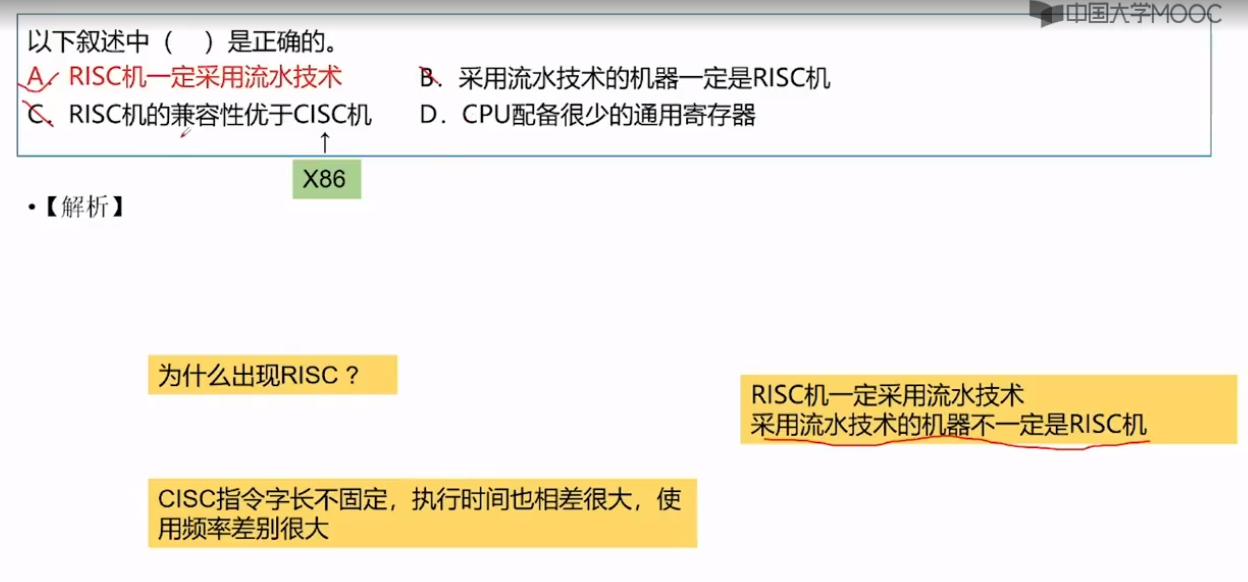 中国大学MOOC
以下叙述中（　）是正确的。
A. RISC机一定采用流水技术
B. 采用流水技术的机器一定是RISC机
C. RISC机的兼容性优于CISC机
D. CPU配备很少的通用寄存器
↑
X86
•【解析】
为什么出现RISC？
RISC机一定采用流水技术
采用流水技术的机器不一定是RISC机
CISC指令字长不固定，执行时间也相差很大，使
用频率差别很大